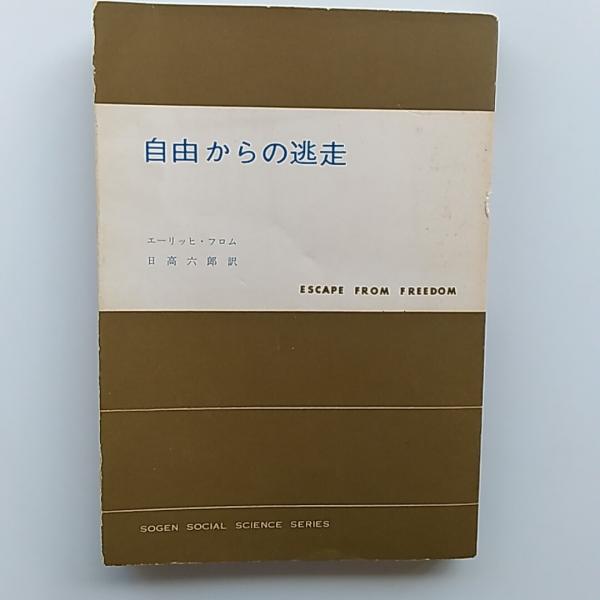 自由からの逃走
エーリッヒ・フロム
日高六郎訳
ESCAPE FROM FREEDOM
SOGEN SOCIAL SCIENCE SERIES